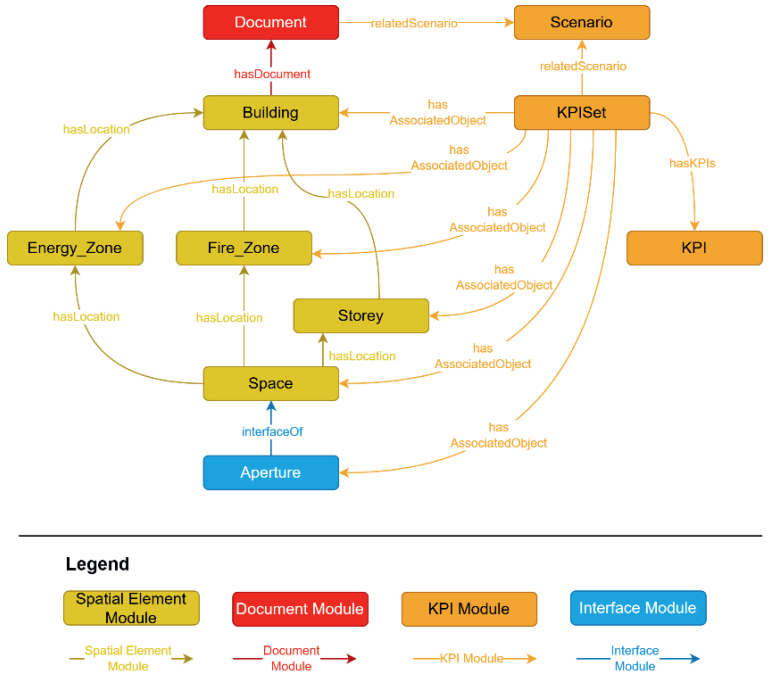 Document
relatedScenario
Scenario
hasDocument
relatedScenario
Building
has
AssociatedObject
KPISet
hasLocation
has
AssociatedObject
hasKPIs
hasLocation
hasLocation
has
AssociatedObject
Energy_Zone
Fire_Zone
KPI
has
AssociatedObject
hasLocation
hasLocation
Storey
hasLocation
has
AssociatedObject
Space
interfaceOf
has
AssociatedObject
Aperture
Legend
Spatial Element
Module
Document Module
KPI Module
Interface Module
Spatial Element
Module
Document
Module
KPI Module
Interface
Module